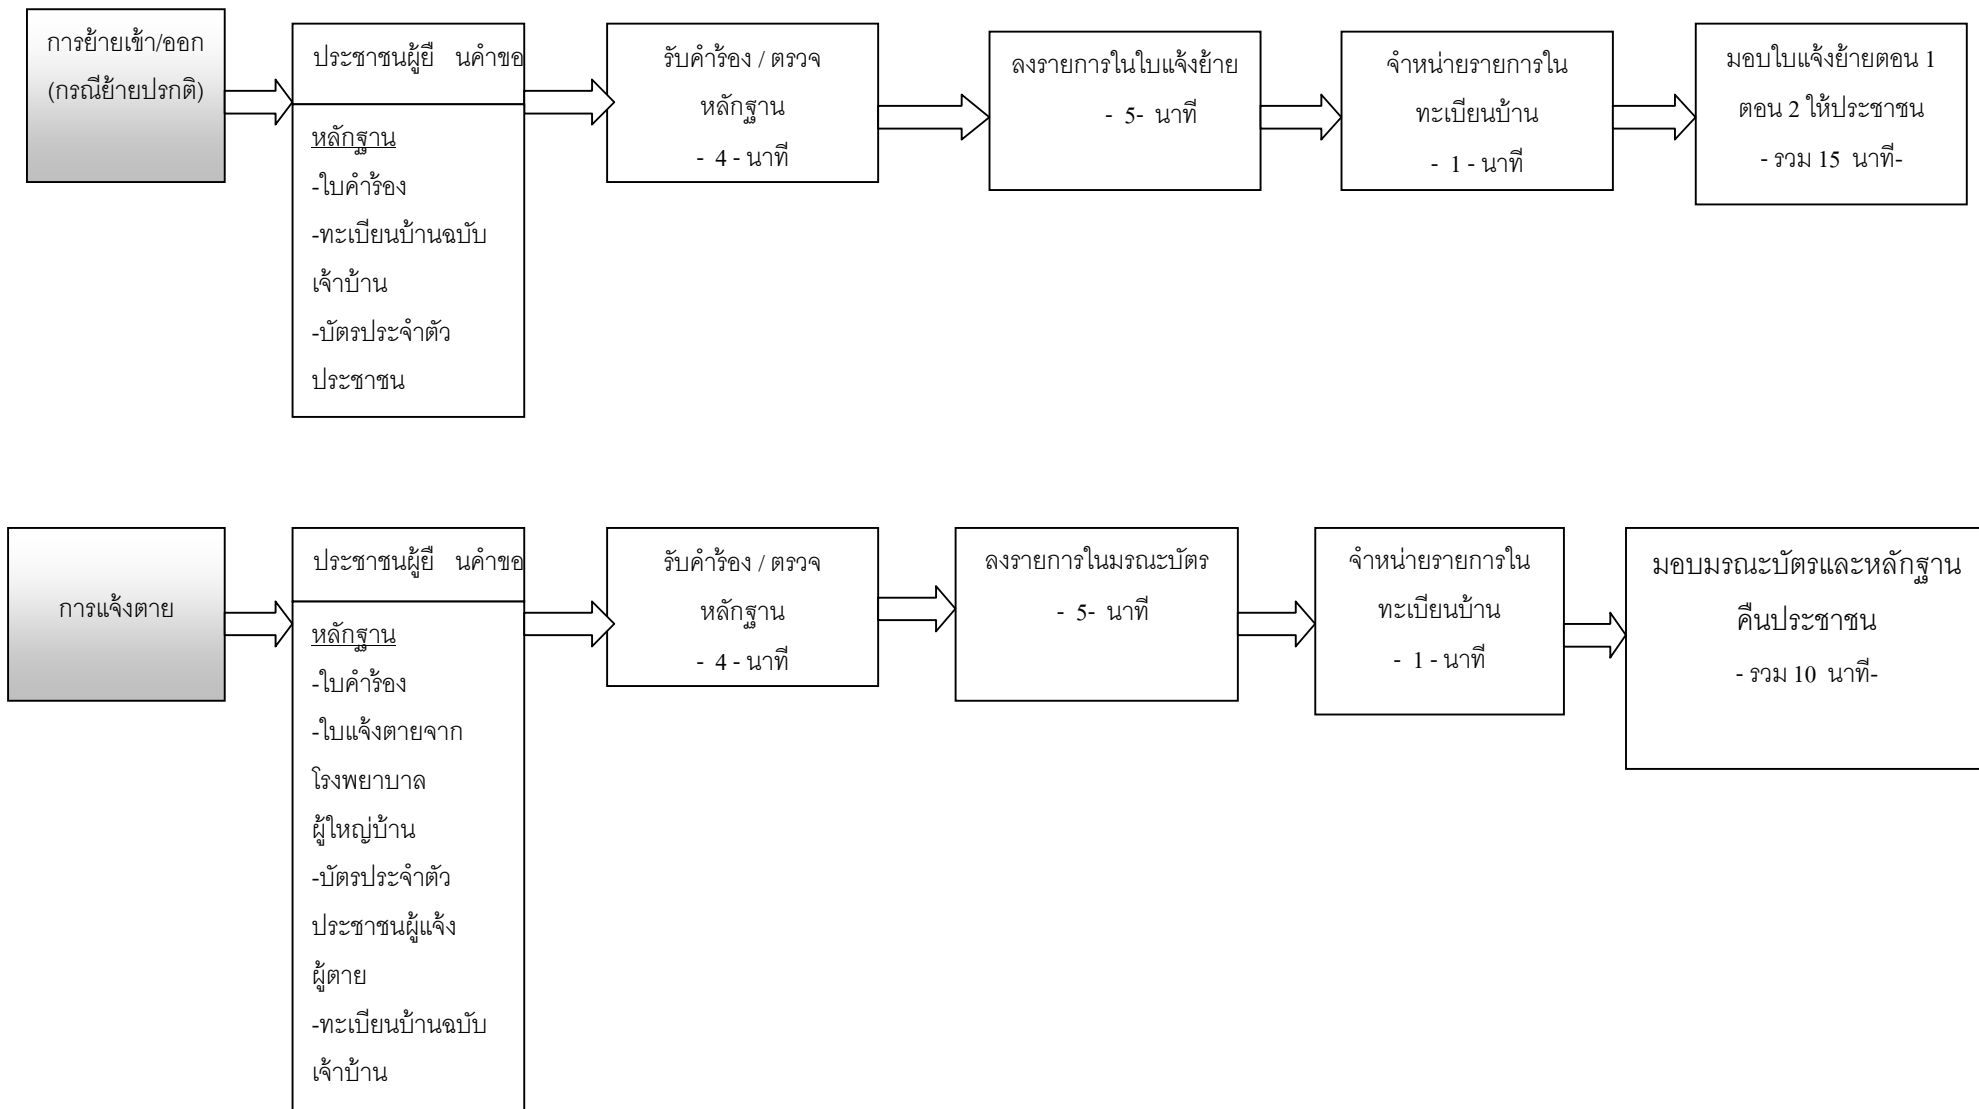 การย้ายเข้า/ออก
(กรณีย้ายปรกติ)
ประชาชนผู้ยื นคำขอ
หลักฐาน
-ใบคำร้อง
-ทะเบียนบ้านฉบับ
เจ้าบ้าน
-บัตรประจำตัว
ประชาชน
รับคำร้อง / ตรวจ
หลักฐาน
- 4 - นาที
ลงรายการในใบแจ้งย้าย
- 5- นาที
จำหน่ายรายการใน
ทะเบียนบ้าน
- 1 - นาที
มอบใบแจ้งย้ายตอน 1
ตอน 2 ให้ประชาชน
- รวม 15 นาที-
การแจ้งตาย
ประชาชนผู้ยื นคำขอ
หลักฐาน
-ใบคำร้อง
-ใบแจ้งตายจาก
โรงพยาบาล
ผู้ใหญ่บ้าน
-บัตรประจำตัว
ประชาชนผู้แจ้ง
ผู้ตาย
-ทะเบียนบ้านฉบับ
เจ้าบ้าน
รับคำร้อง / ตรวจ
หลักฐาน
- 4 - นาที
ลงรายการในมรณะบัตร
- 5- นาที
จำหน่ายรายการใน
ทะเบียนบ้าน
- 1 - นาที
มอบมรณะบัตรและหลักฐาน
คืนประชาชน
- รวม 10 นาที-